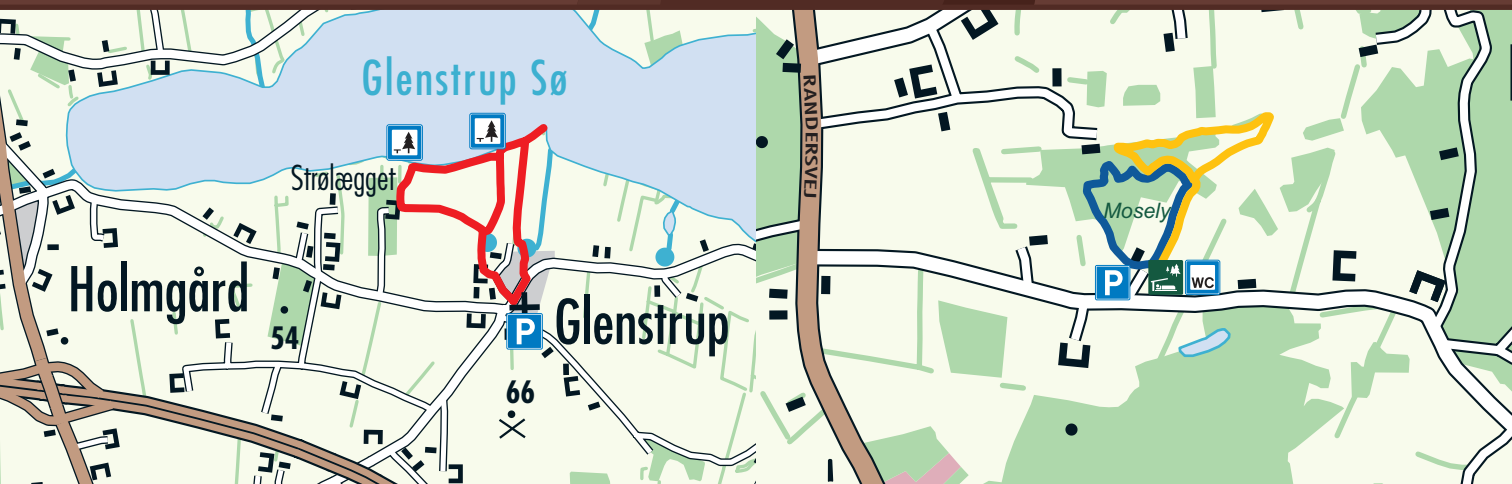 Glenstrup Sø
Strølægget
Holmgård
54
Glenstrup
P
66
RANDERSVEJ
Mosely
P
WC